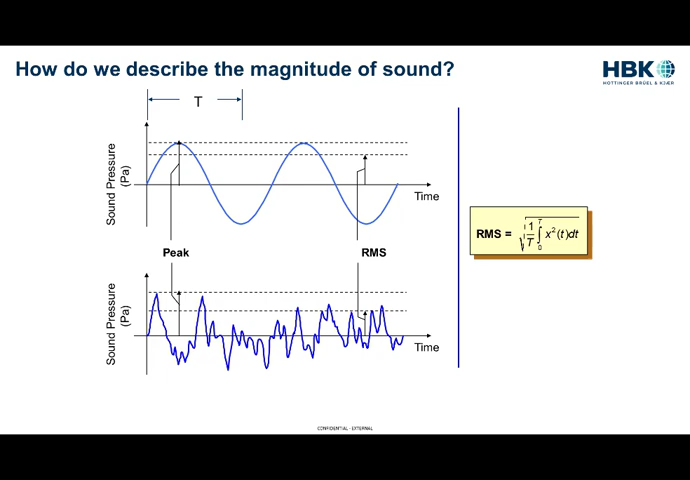 How do we describe the magnitude of sound?
HBK
HOTTINGER BRÜEL & KJÆR
T
Sound Pressure
(Pa)
Time
Peak
RMS
RMS = √ 1/T ∫₀ᵀ x²(t)dt
Sound Pressure
(Pa)
Time
CONFIDENTIAL - EXTERNAL